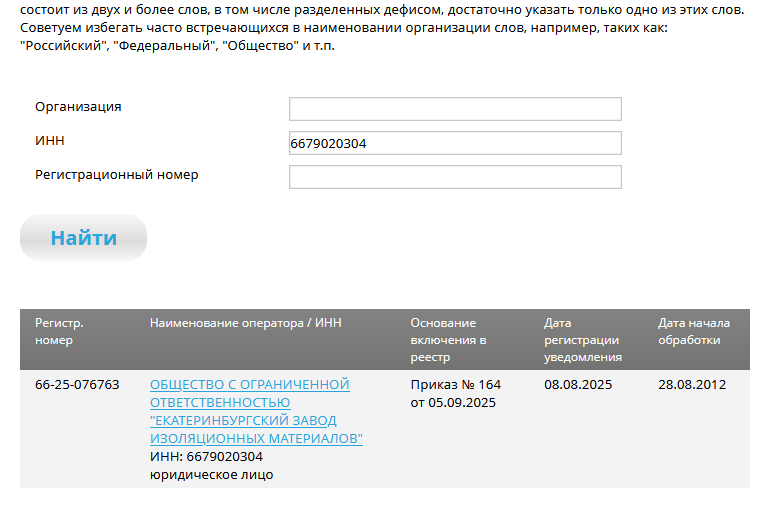 состоит из двух и более слов, в том числе разделенных дефисом, достаточно указать только одно из этих слов.
Советуем избегать часто встречающихся в наименовании организации слов, например, таких как:
"Российский", "Федеральный", "Общество" и т.п.
Организация
ИНН 6679020304
Регистрационный номер
Найти
Регистр. номер
Наименование оператора / ИНН
Основание включения в реестр
Дата регистрации уведомления
Дата начала обработки
66-25-076763
ОБЩЕСТВО С ОГРАНИЧЕННОЙ
ОТВЕТСТВЕННОСТЬЮ
"ЕКАТЕРИНБУРГСКИЙ ЗАВОД
ИЗОЛЯЦИОННЫХ МАТЕРИАЛОВ"
ИНН: 6679020304
юридическое лицо
Приказ № 164
от 05.09.2025
08.08.2025
28.08.2012